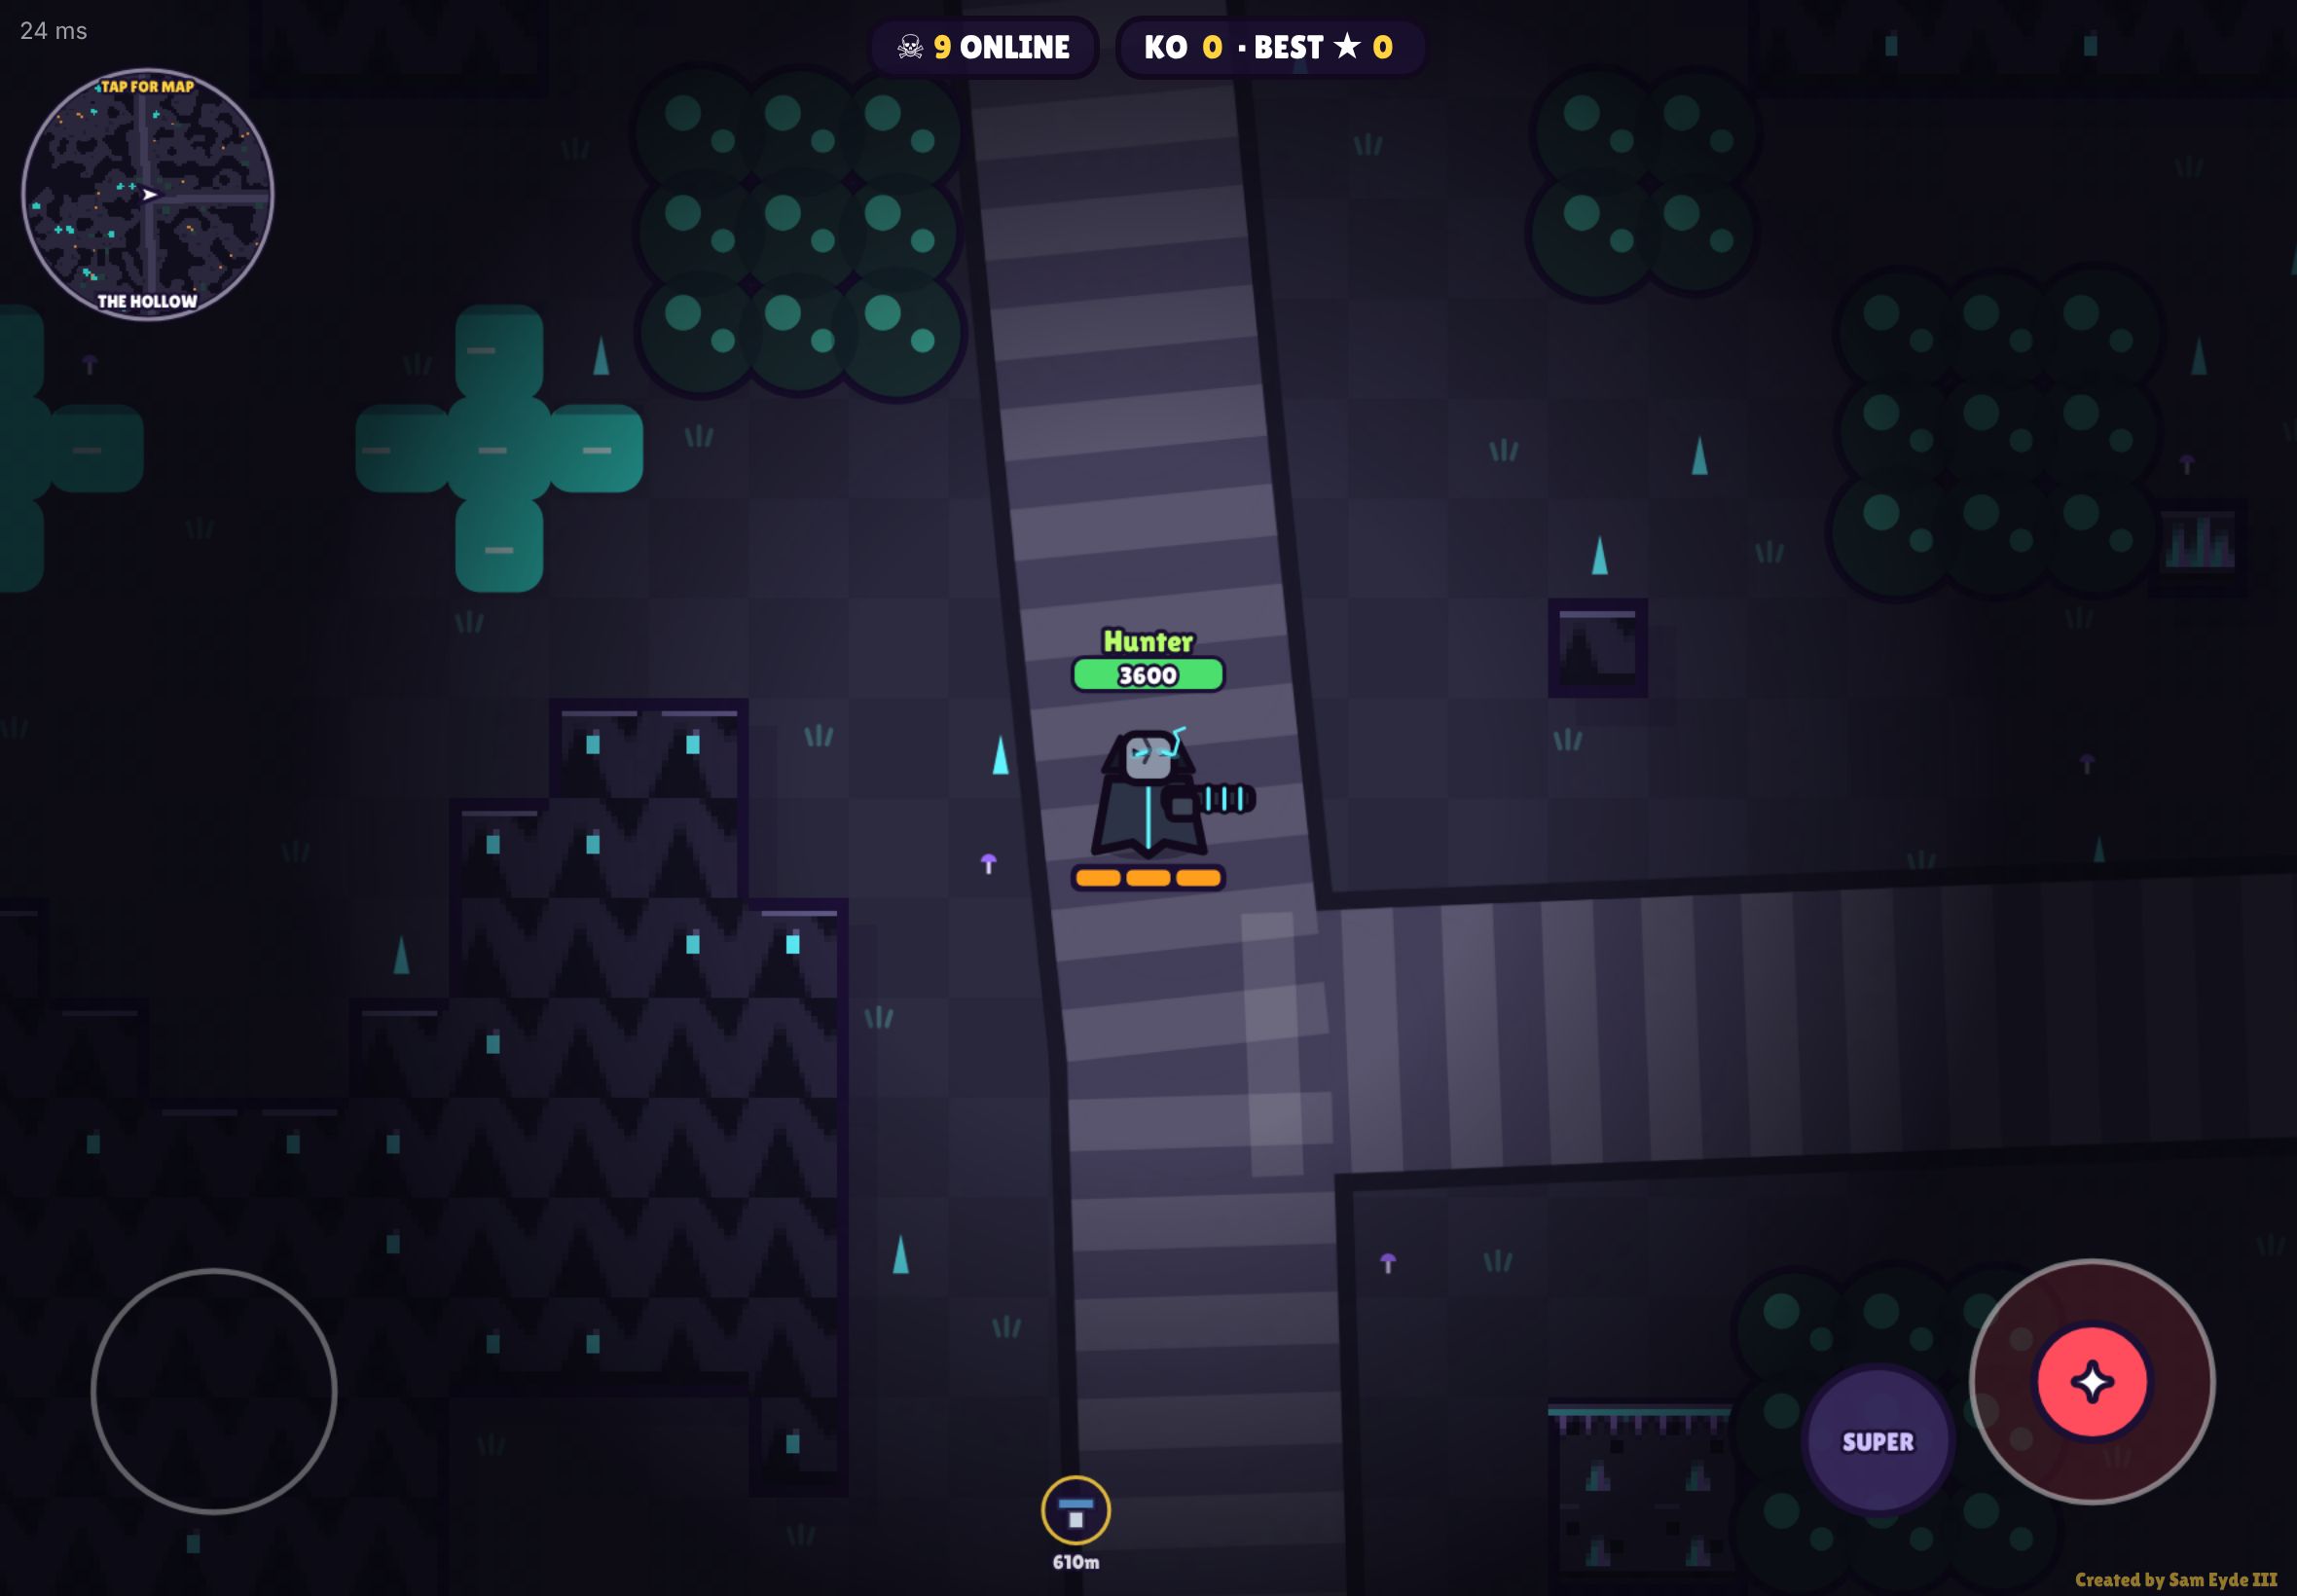 24 ms
☠ 9 ONLINE
KO 0 · BEST ★ 0
TAP FOR MAP
THE HOLLOW
Hunter
3600
SUPER
610m
Created by Sam Eyde III